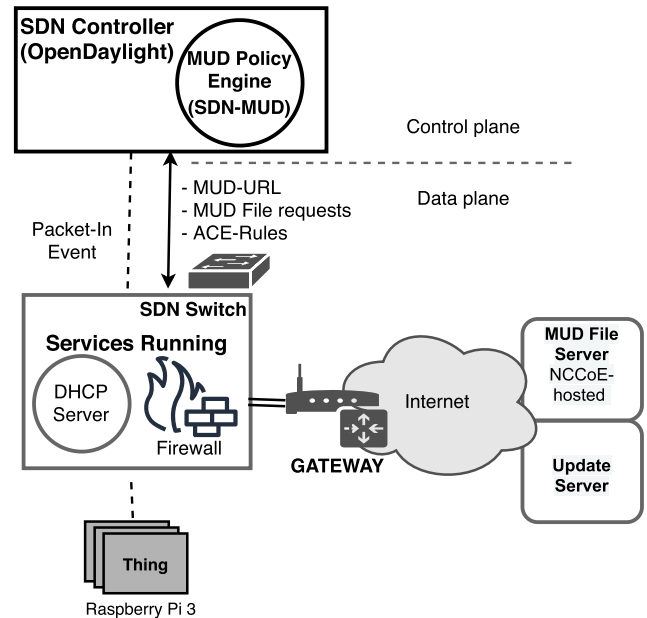 SDN Controller
(OpenDaylight)
MUD Policy
Engine
(SDN-MUD)
Control plane
- MUD-URL
- MUD File requests
- ACE-Rules
Data plane
Packet-In
Event
SDN Switch
Services Running
DHCP
Server
Firewall
GATEWAY
Internet
MUD File
Server
NCCoE-
hosted
Update
Server
Thing
Raspberry Pi 3